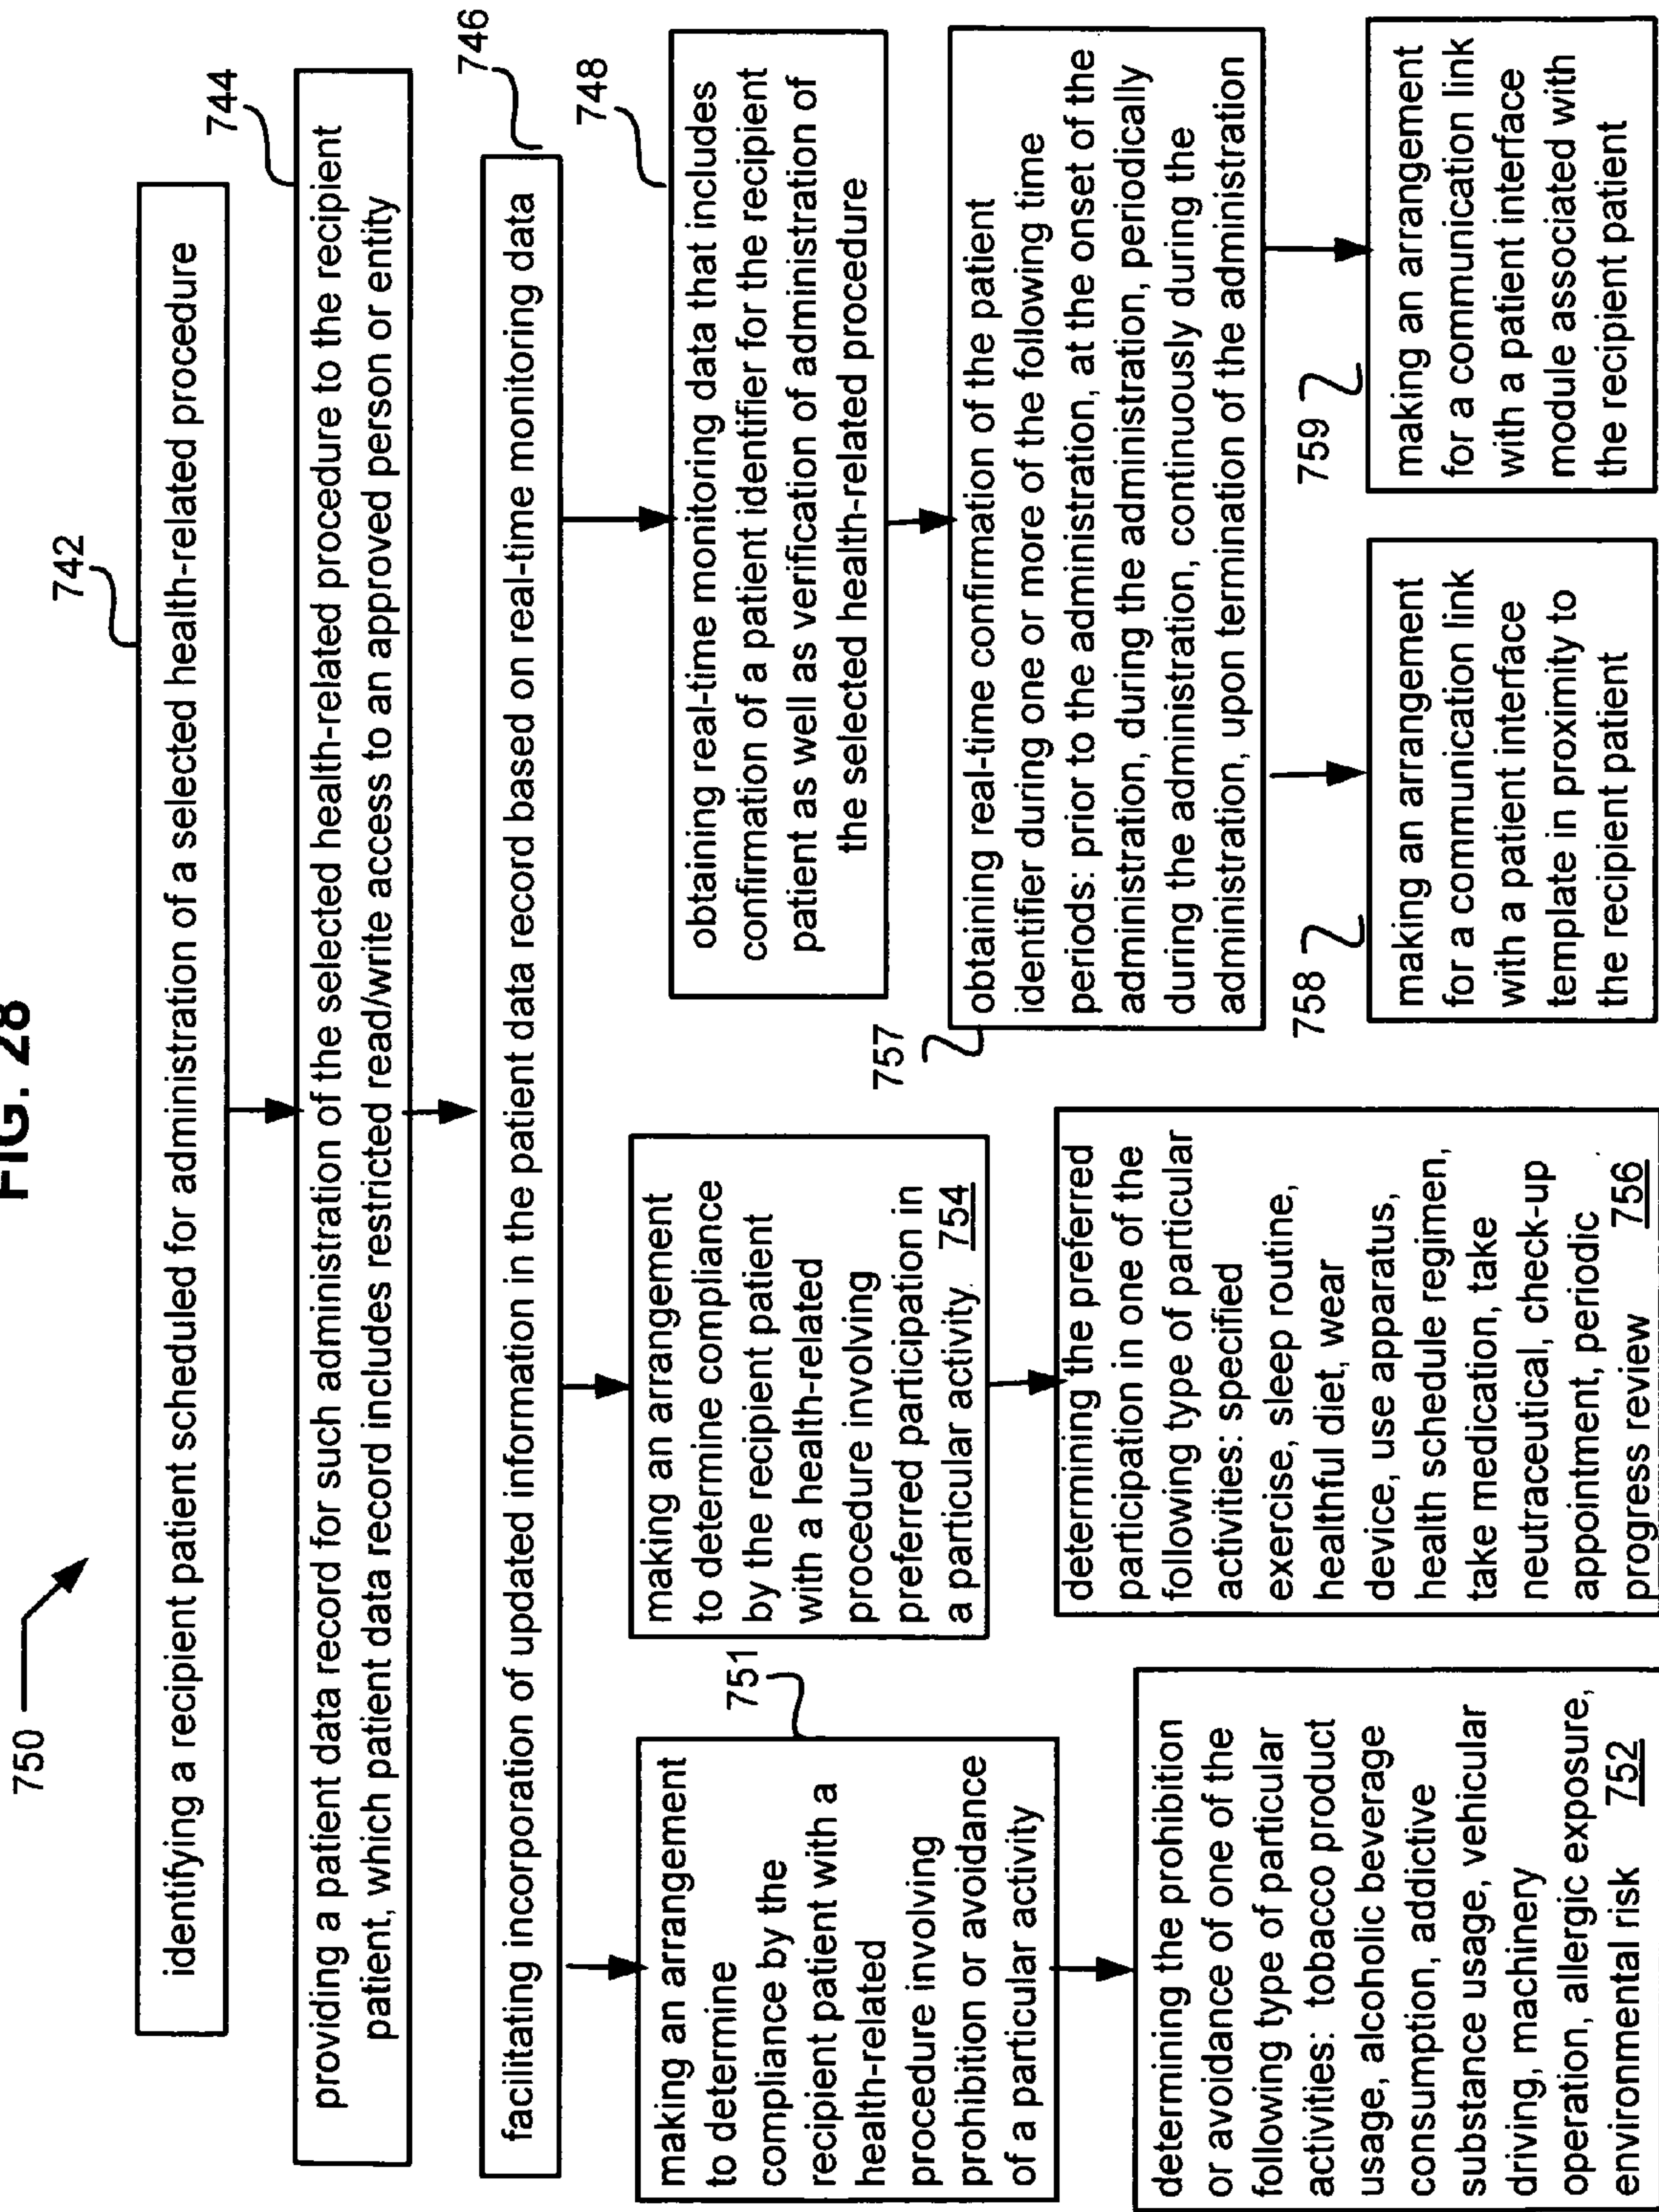 FIG. 28
750
742
identifying a recipient patient scheduled for administration of a selected health-related procedure
744
providing a patient data record for such administration of the selected health-related procedure to the recipient
patient, which patient data record includes restricted read/write access to an approved person or entity
746
facilitating incorporation of updated information in the patient data record based on real-time monitoring data
751
making an arrangement
to determine
compliance by the
recipient patient with a
health-related
procedure involving
prohibition or avoidance
of a particular activity
determining the prohibition
or avoidance of one of the
following type of particular
activities: tobacco product
usage, alcoholic beverage
consumption, addictive
substance usage, vehicular
driving, machinery
operation, allergic exposure,
environmental risk 752
making an arrangement
to determine compliance
by the recipient patient
with a health-related
procedure involving
preferred participation in
a particular activity. 754
determining the preferred
participation in one of the
following type of particular
activities: specified
exercise, sleep routine,
healthful diet, wear
device, use apparatus,
health schedule regimen,
take medication, take
neutraceutical, check-up
appointment, periodic
progress review 756
748
obtaining real-time monitoring data that includes
confirmation of a patient identifier for the recipient
patient as well as verification of administration of
the selected health-related procedure
757
obtaining real-time confirmation of the patient
identifier during one or more of the following time
periods: prior to the administration, at the onset of the
administration, during the administration, periodically
during the administration, continuously during the
administration, upon termination of the administration
758
making an arrangement
for a communication link
with a patient interface
template in proximity to
the recipient patient
759
making an arrangement
for a communication link
with a patient interface
module associated with
the recipient patient